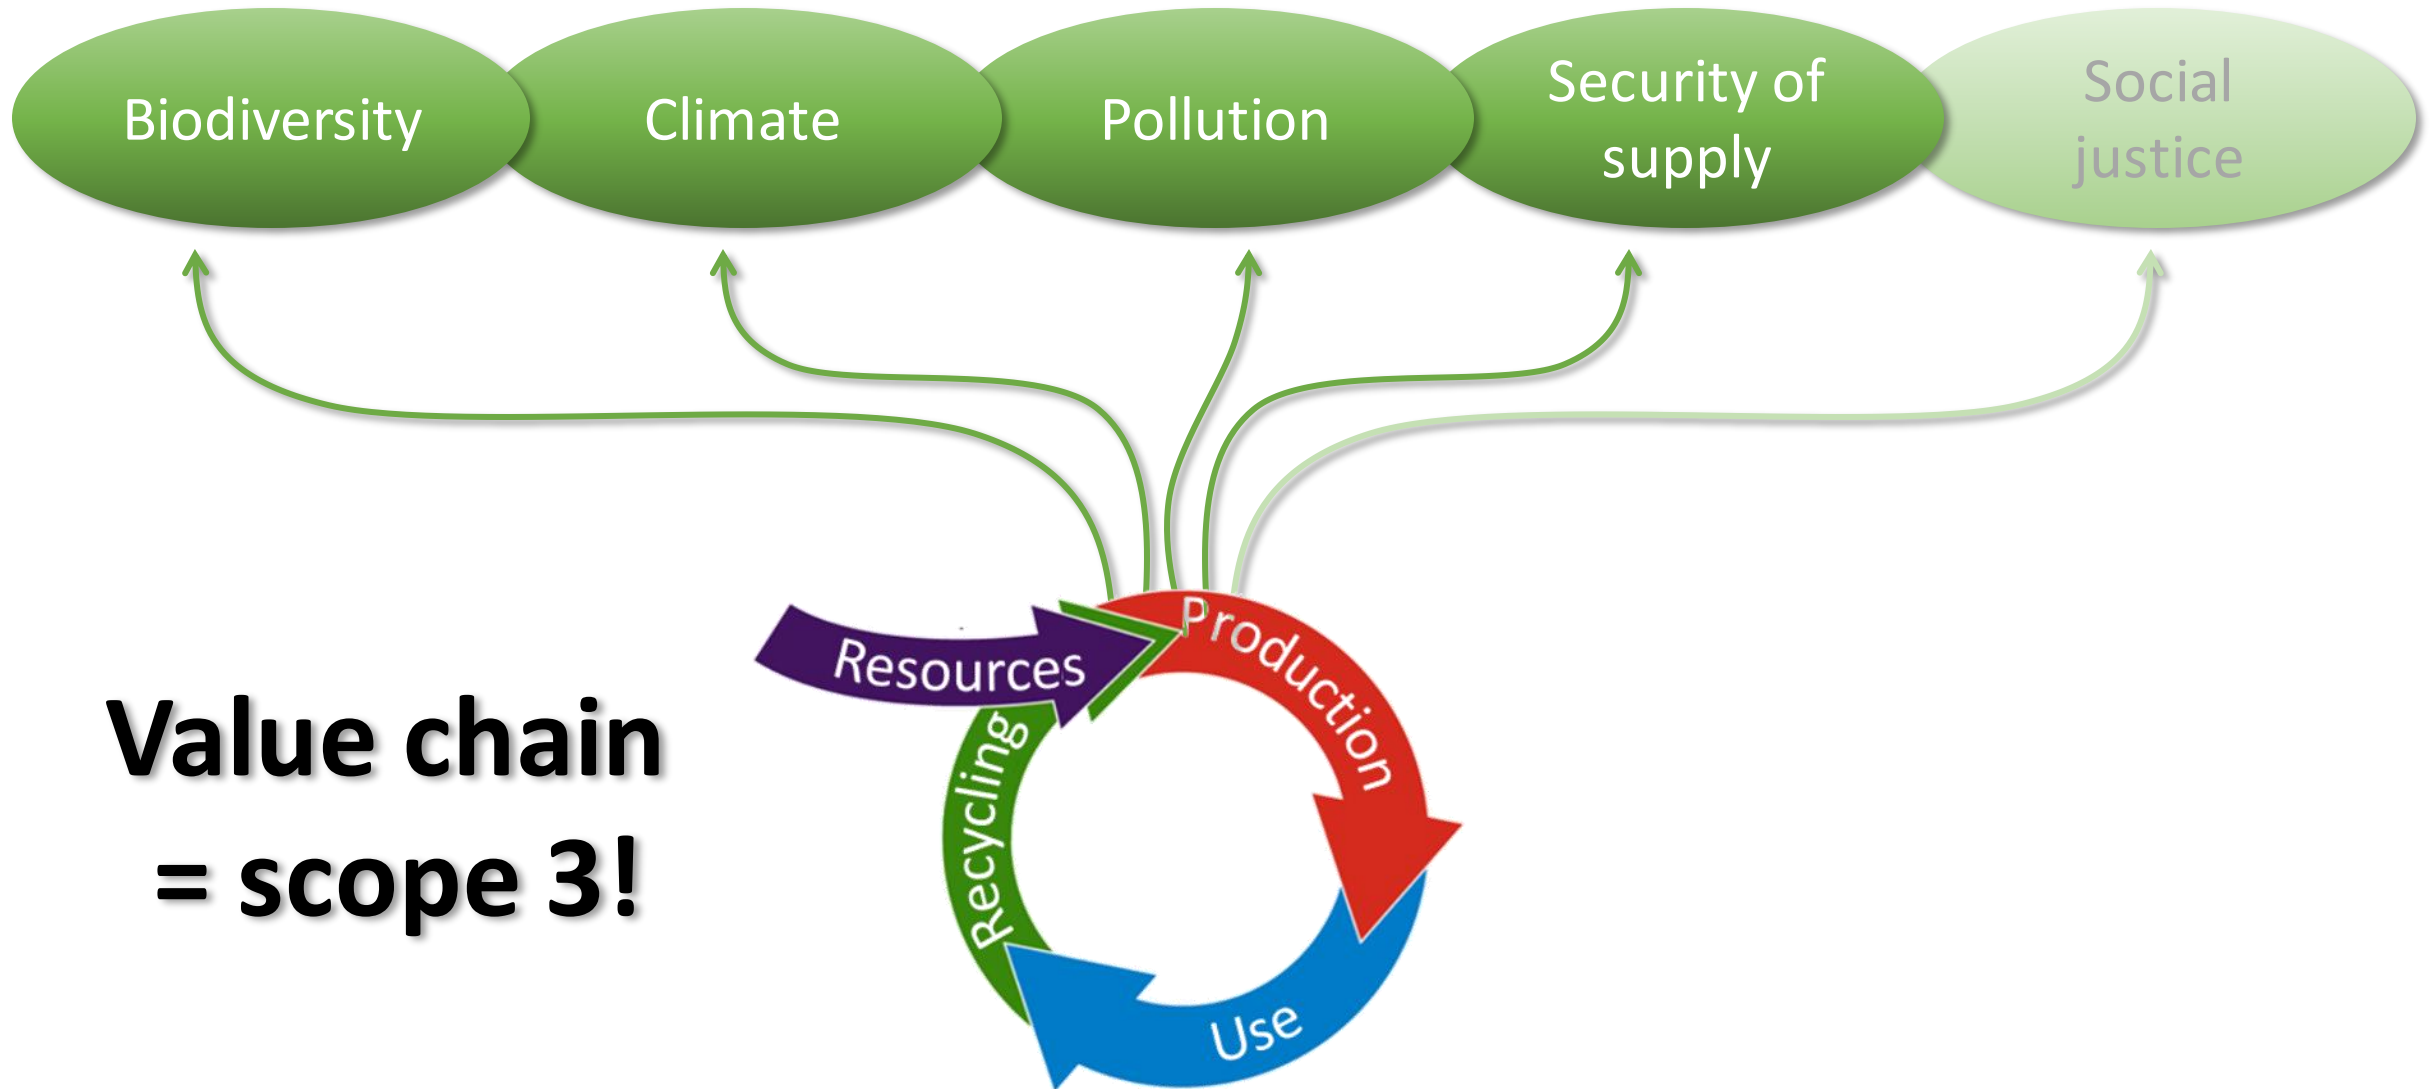 Biodiversity
Climate
Pollution
Security of
supply
Social
justice
Resources
Production
Recycling
Use
Value chain
= scope 3!